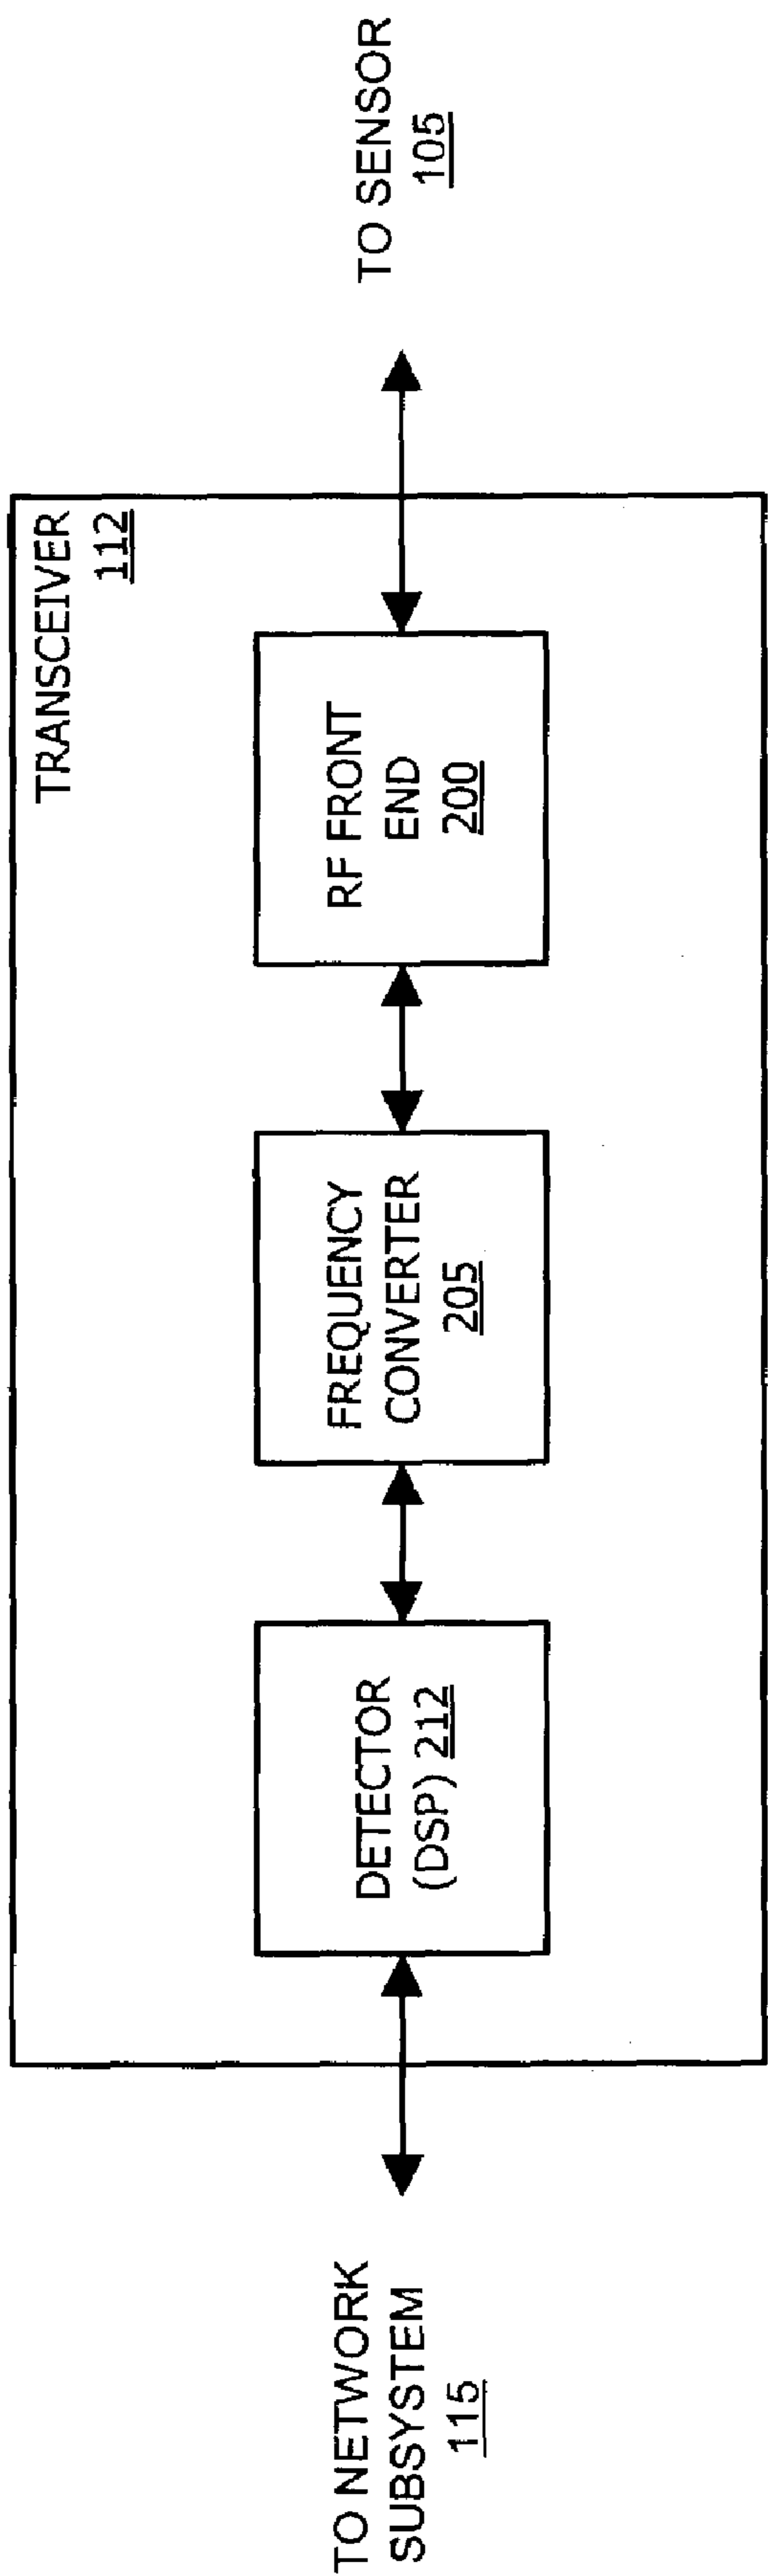 TRANSCEIVER
112
TO NETWORK
SUBSYSTEM
115
DETECTOR
(DSP) 212
FREQUENCY
CONVERTER
205
RF FRONT
END
200
TO SENSOR
105